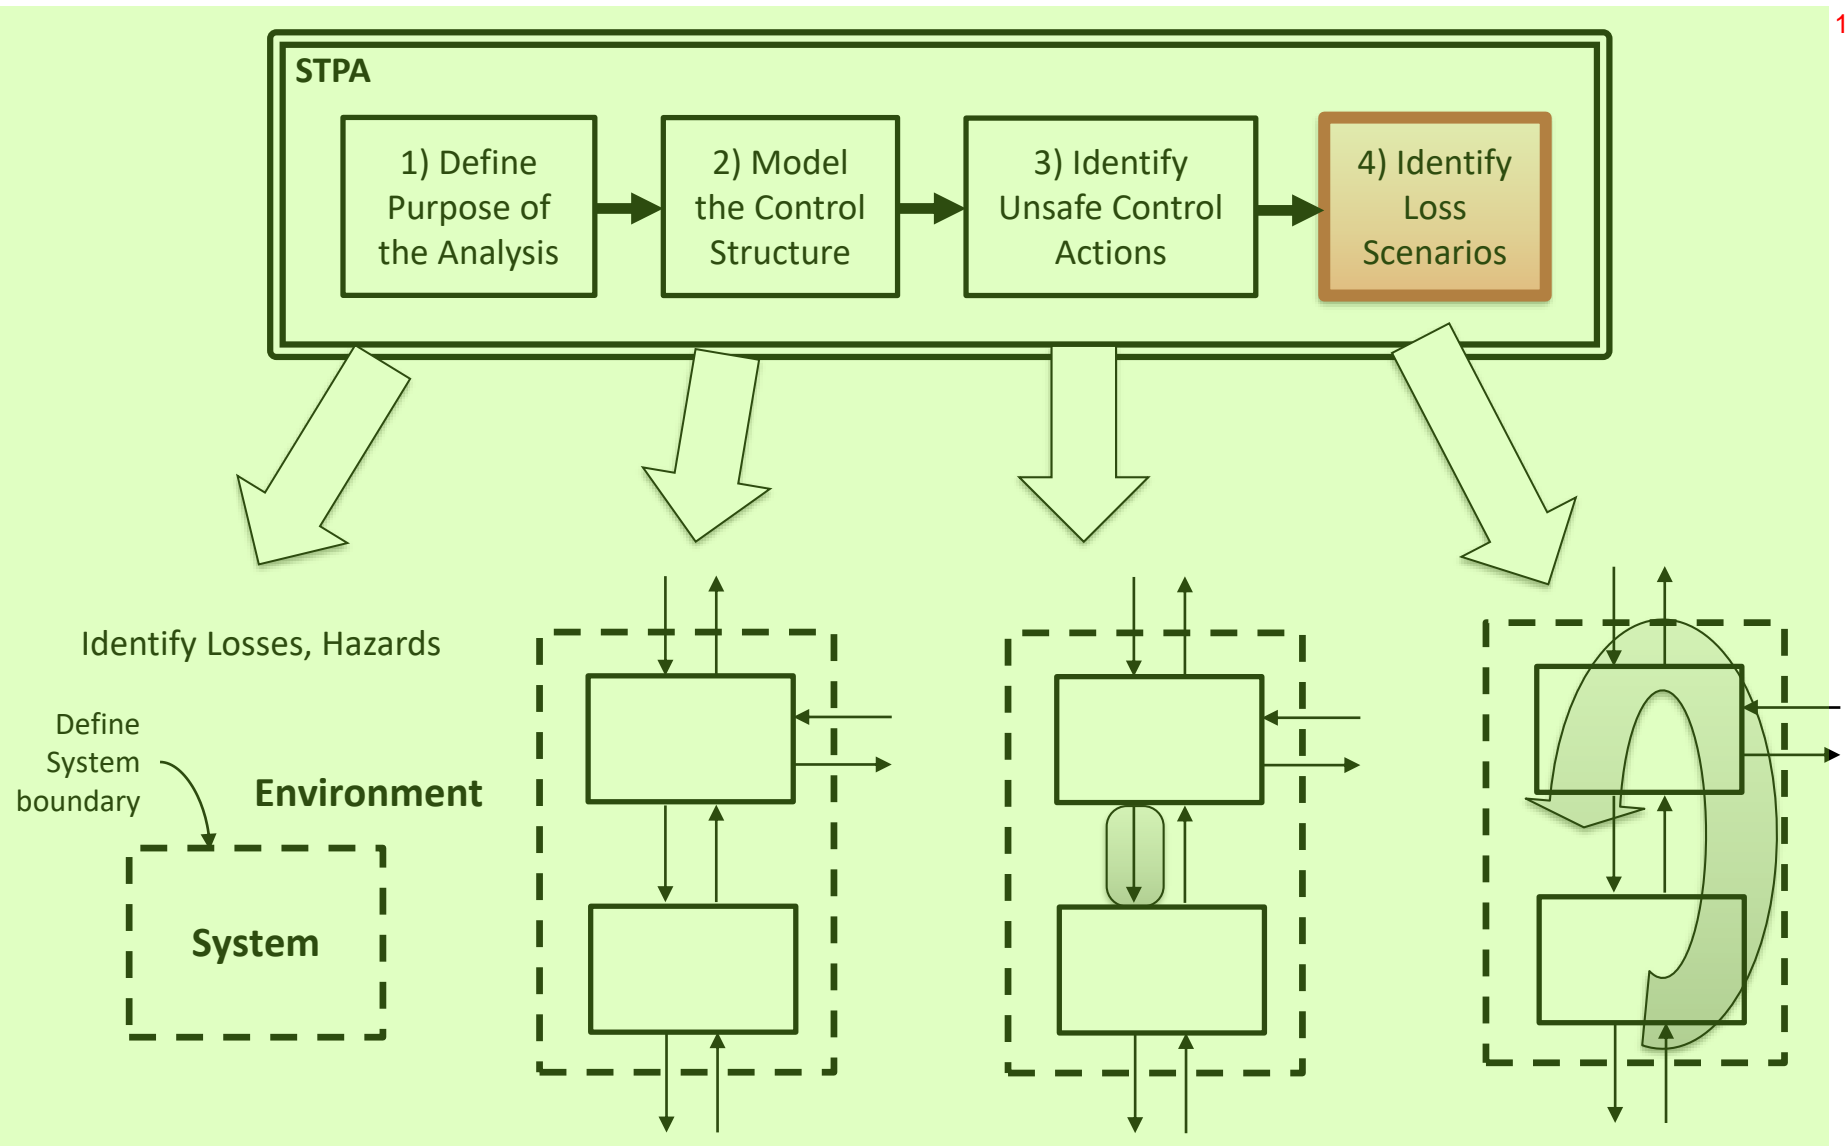 1
STPA
1) Define
Purpose of
the Analysis
2) Model
the Control
Structure
3) Identify
Unsafe Control
Actions
4) Identify
Loss
Scenarios
Identify Losses, Hazards
Define
System
boundary
Environment
System